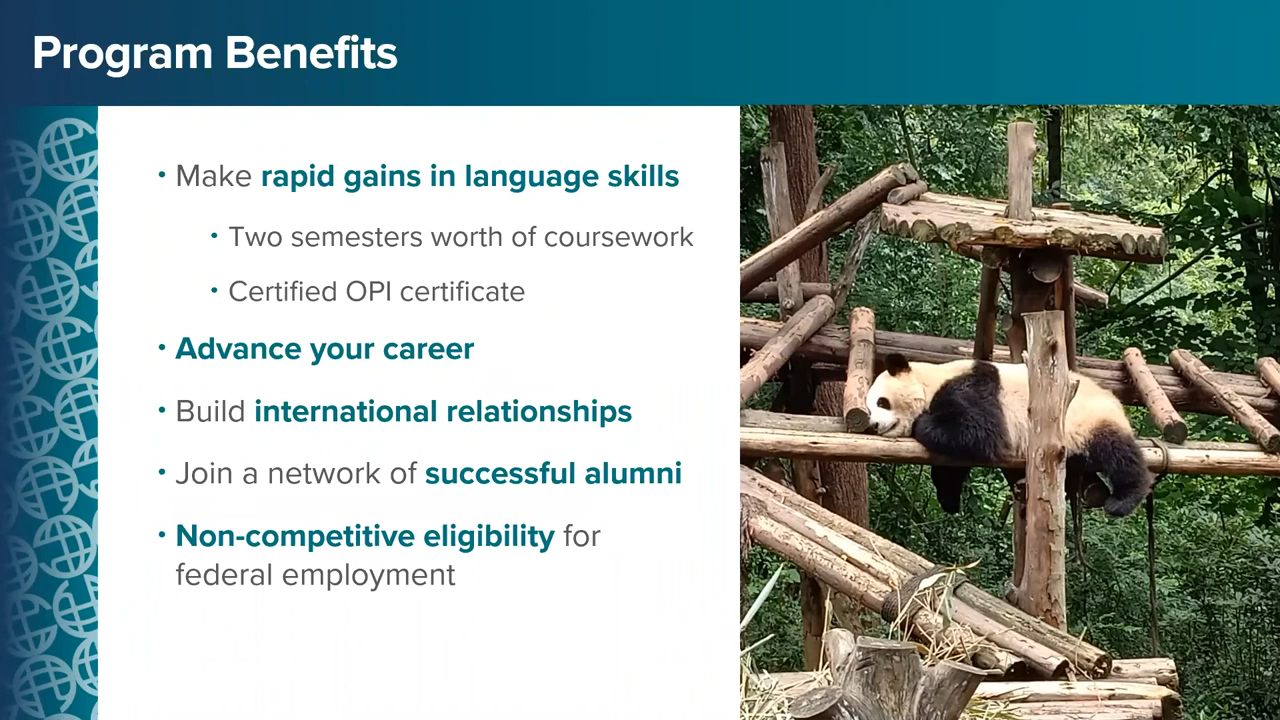 Program Benefits
• Make rapid gains in language skills
• Two semesters worth of coursework
• Certified OPI certificate
• Advance your career
• Build international relationships
• Join a network of successful alumni
• Non-competitive eligibility for
federal employment